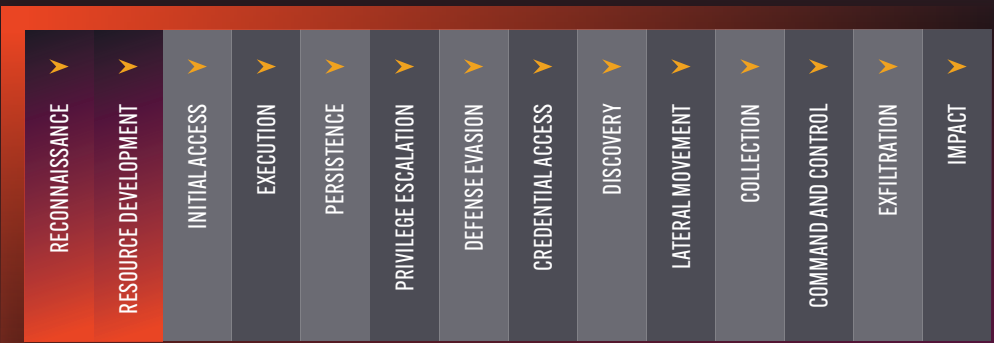 RECONNAISSANCE
RESOURCE DEVELOPMENT
INITIAL ACCESS
EXECUTION
PERSISTENCE
PRIVILEGE ESCALATION
DEFENSE EVASION
CREDENTIAL ACCESS
DISCOVERY
LATERAL MOVEMENT
COLLECTION
COMMAND AND CONTROL
EXFILTRATION
IMPACT